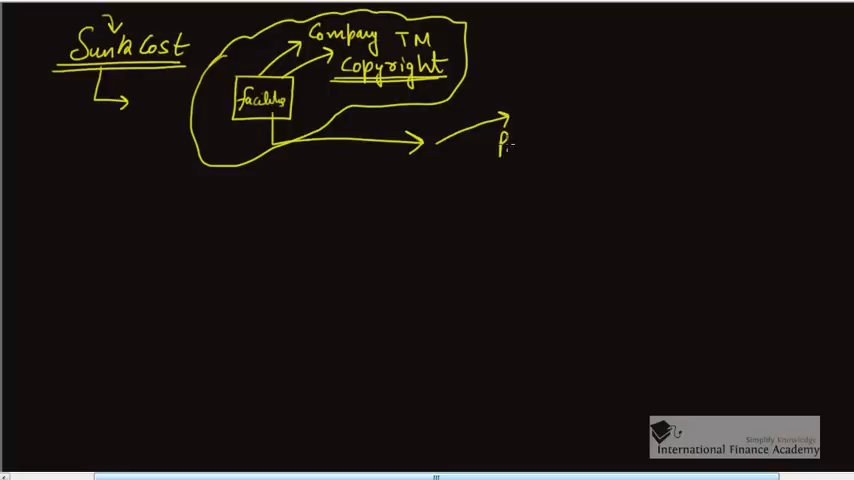 Sunk Cost
Company TM
Copyright
facility
P
Simplify Knowledge
International Finance Academy